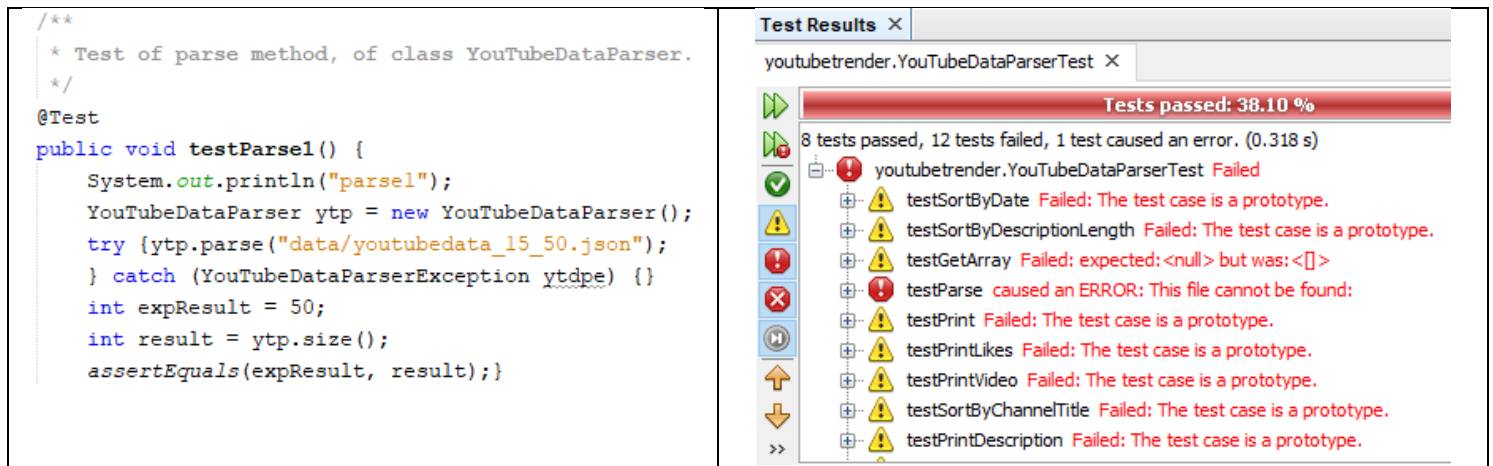 /**
* Test of parse method, of class YouTubeDataParser.
*/
@Test
public void testParse1() {
System.out.println("parse1");
YouTubeDataParser ytp = new YouTubeDataParser();
try {ytp.parse("data/youtubedata_15_50.json");
} catch (YouTubeDataParserException ytdpe) {}
int expResult = 50;
int result = ytp.size();
assertEquals(expResult, result);}
Test Results ×
youtubetrender.YouTubeDataParserTest ×
Tests passed: 38.10 %
8 tests passed, 12 tests failed, 1 test caused an error. (0.318 s)
youtubetrender.YouTubeDataParserTest Failed
testSortByDate Failed: The test case is a prototype.
testSortByDescriptionLength Failed: The test case is a prototype.
testGetArray Failed: expected:<null> but was:<[]>
testParse caused an ERROR: This file cannot be found:
testPrint Failed: The test case is a prototype.
testPrintLikes Failed: The test case is a prototype.
testPrintVideo Failed: The test case is a prototype.
testSortByChannelTitle Failed: The test case is a prototype.
testPrintDescription Failed: The test case is a prototype.